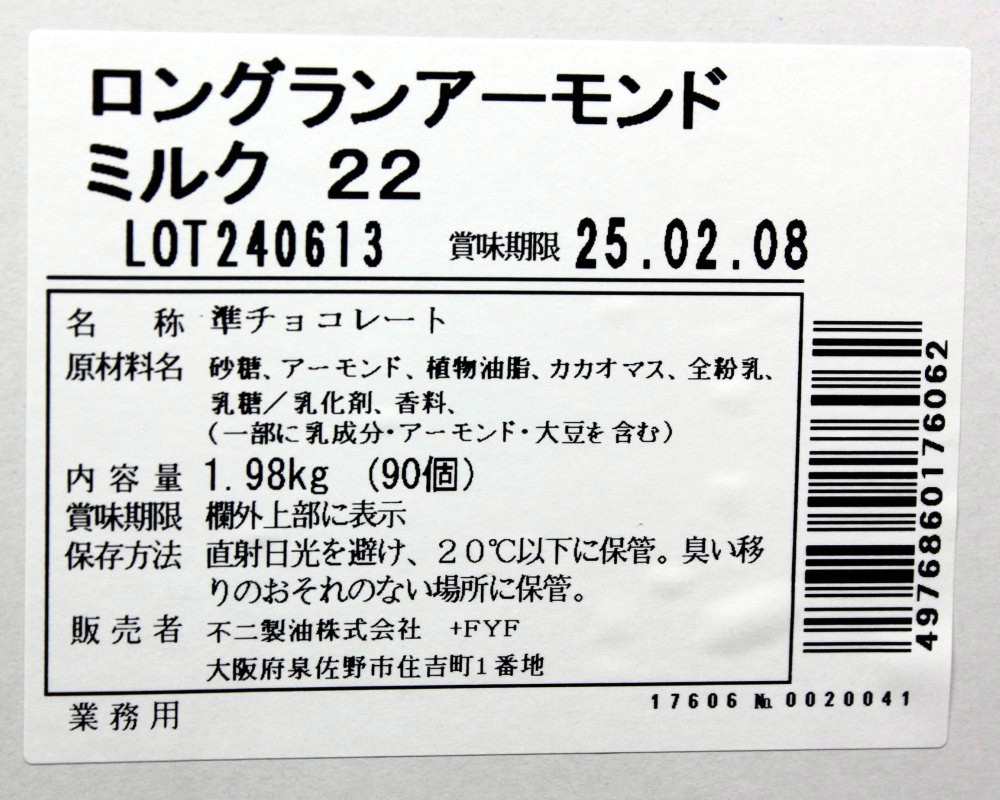 ロングランアーモンド
ミルク 22
LOT240613 賞味期限 25.02.08
名称 準チョコレート
原材料名 砂糖、アーモンド、植物油脂、カカオマス、全粉乳、
乳糖／乳化剤、香料、
（一部に乳成分・アーモンド・大豆を含む）
内容量 1.98kg （90個）
賞味期限 欄外上部に表示
保存方法 直射日光を避け、20℃以下に保管。臭い移
りのおそれのない場所に保管。
販売者 不二製油株式会社 +FYF
大阪府泉佐野市住吉町1番地
業務用
17606 № 0020041
4976860176062